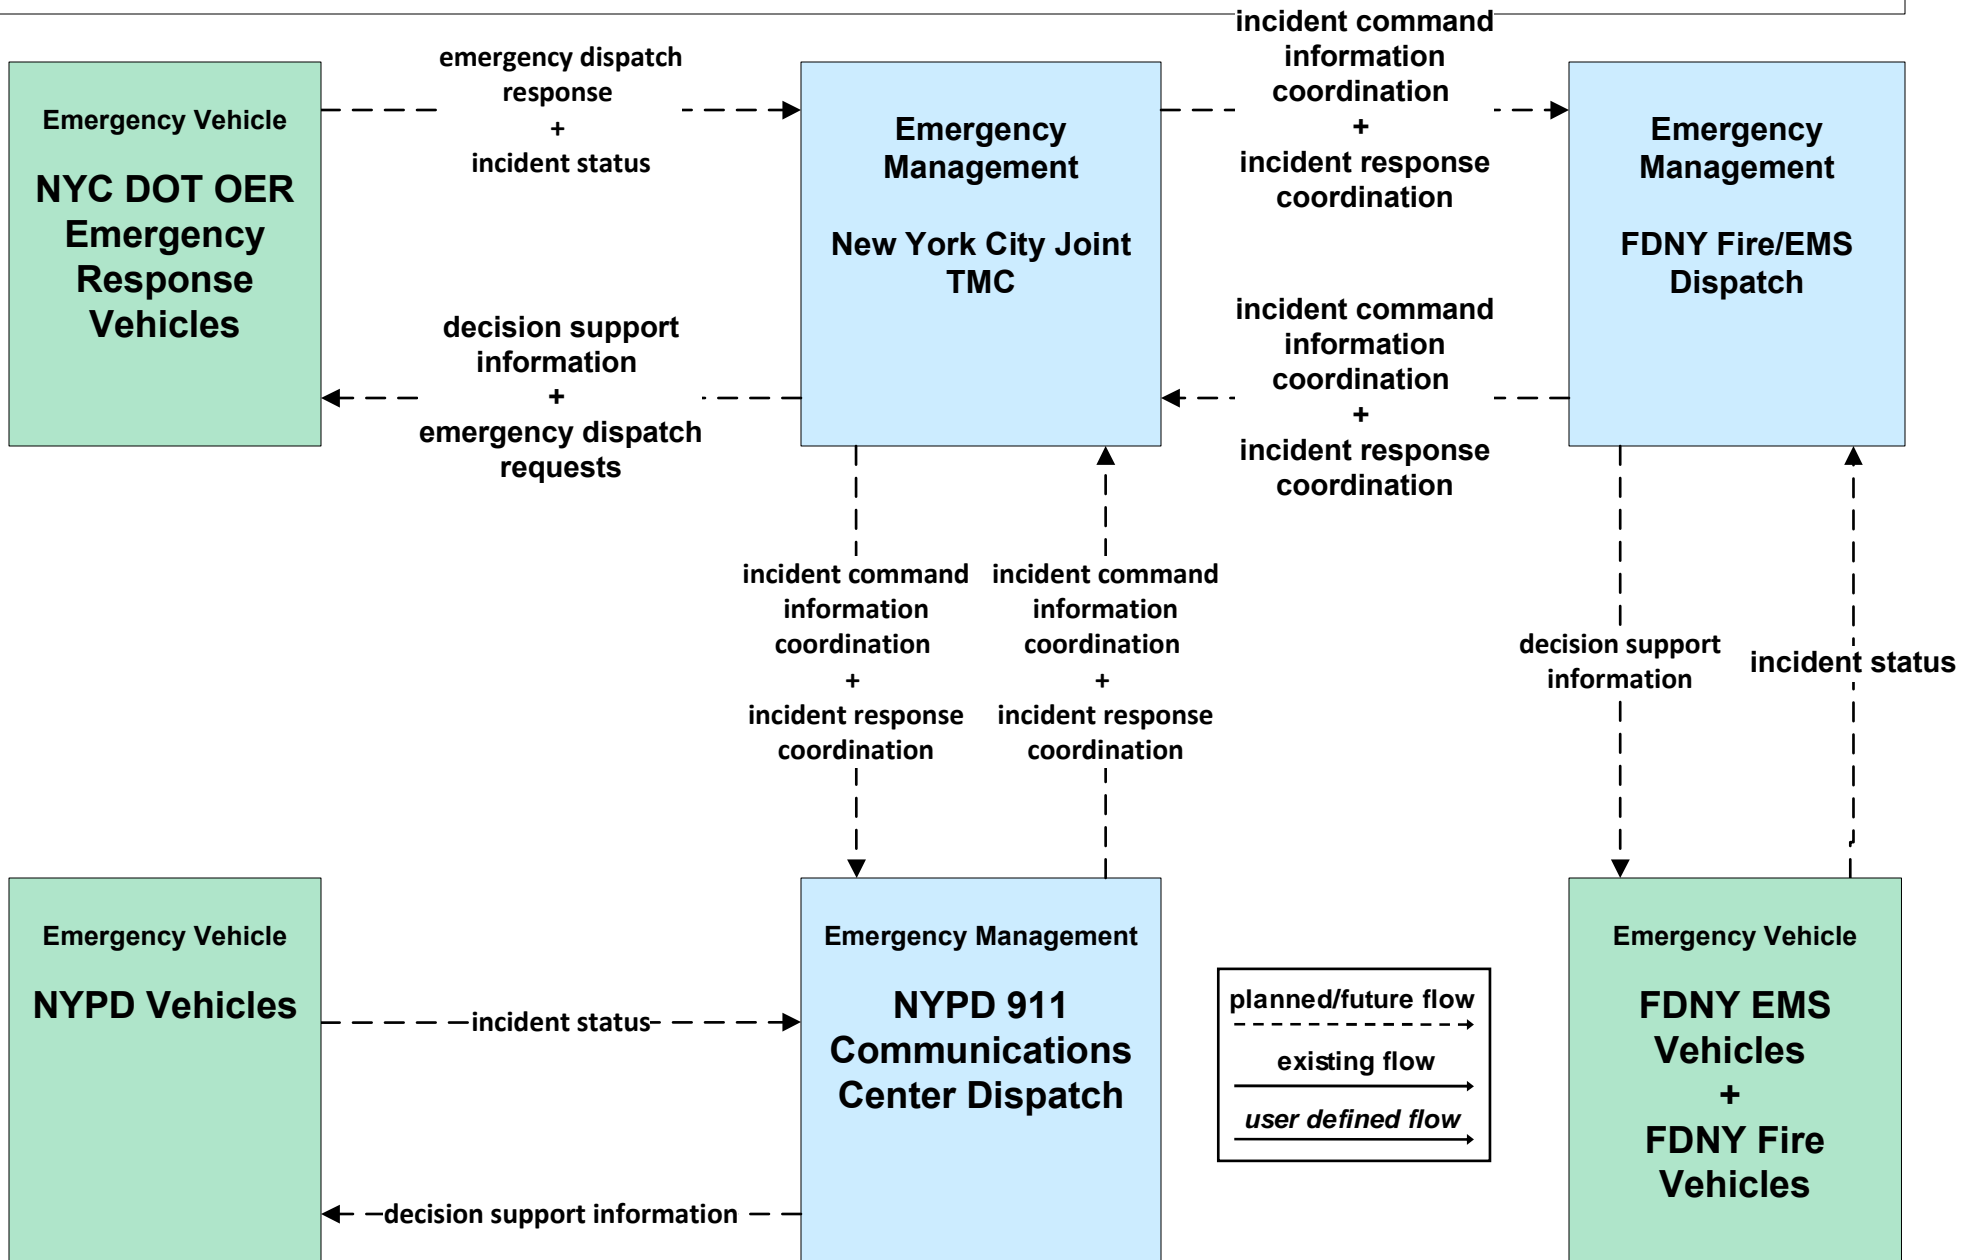 Emergency Vehicle
NYC DOT OER
Emergency
Response
Vehicles
emergency dispatch
response
+
incident status
decision support
information
+
emergency dispatch
requests
Emergency
Management
New York City Joint
TMC
incident command
information
coordination
+
incident response
coordination
incident command
information
coordination
+
incident response
coordination
Emergency
Management
FDNY Fire/EMS
Dispatch
incident command
information
coordination
+
incident response
coordination
incident command
information
coordination
+
incident response
coordination
decision support
information
incident status
Emergency Vehicle
NYPD Vehicles
incident status
decision support information
Emergency Management
NYPD 911
Communications
Center Dispatch
planned/future flow
existing flow
user defined flow
Emergency Vehicle
FDNY EMS
Vehicles
+
FDNY Fire
Vehicles